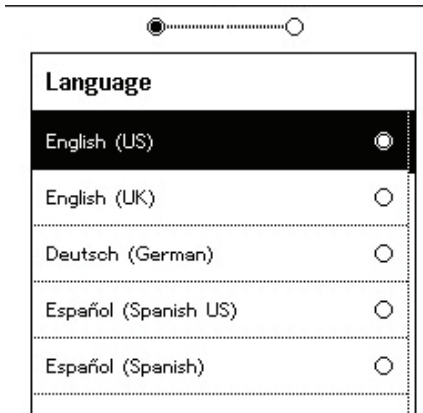 Language
English (US)
English (UK)
Deutsch (German)
Español (Spanish US)
Español (Spanish)